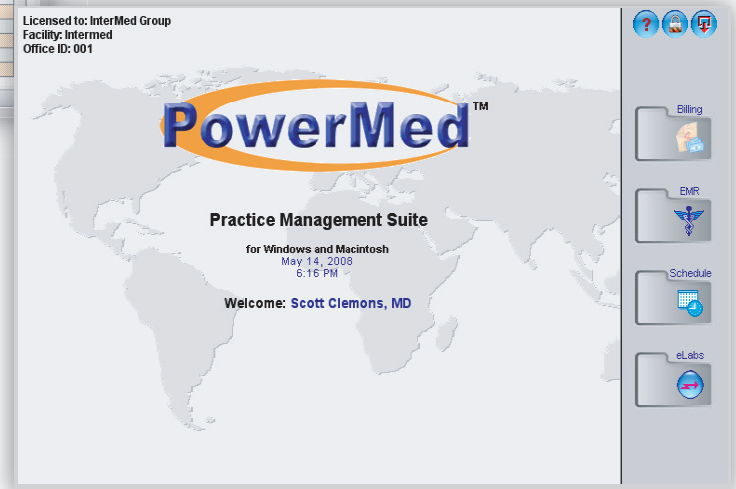 Licensed to: InterMed Group
Facility: Intermed
Office ID: 001
?
PowerMed™
Practice Management Suite
for Windows and Macintosh
May 14, 2008
6:16 PM
Welcome: Scott Clemons, MD
Billing
EMR
Schedule
eLabs